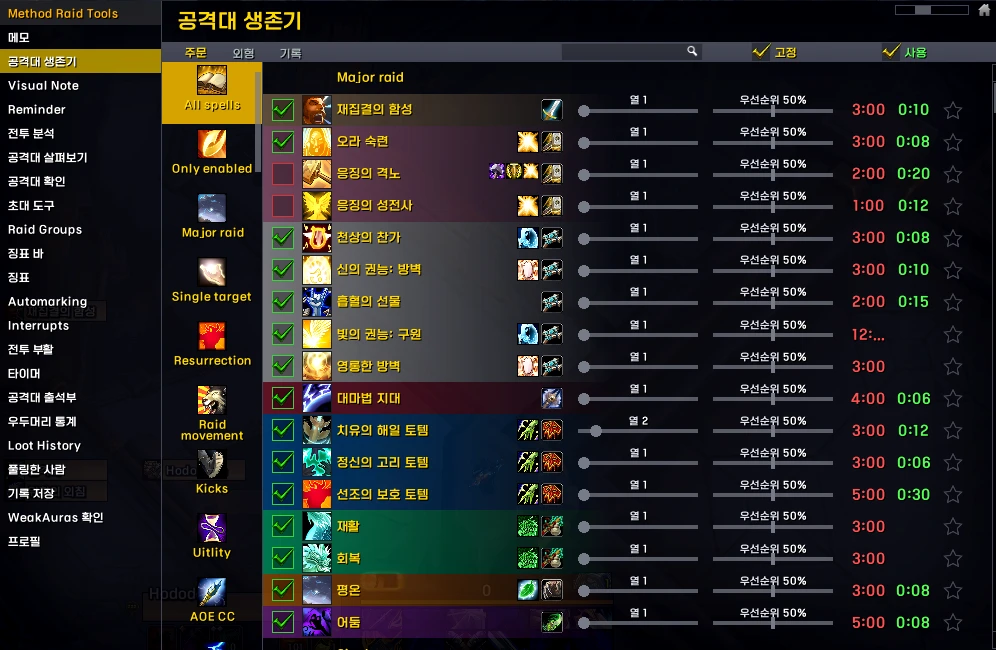 Method Raid Tools
메모
공격대 생존기
Visual Note
Reminder
전투 분석
공격대 살펴보기
공격대 확인
초대 도구
Raid Groups
징표 바
징표
Automarking
Interrupts
전투 부활
타이머
공격대 출석부
우두머리 통계
Loot History
풀링한 사람
기록 저장
WeakAuras 확인
프로필
공격대 생존기
주문 외형 기록
고정 사용
All spells
Only enabled
Major raid
Single target
Resurrection
Raid
movement
Kicks
Uitlity
AOE CC
Major raid
재집결의 함성 열 1 우선순위 50% 3:00 0:10
오라 숙련 열 1 우선순위 50% 3:00 0:08
응징의 격노 열 1 우선순위 50% 2:00 0:20
응징의 성전사 열 1 우선순위 50% 1:00 0:12
천상의 찬가 열 1 우선순위 50% 3:00 0:08
신의 권능: 방벽 열 1 우선순위 50% 3:00 0:10
흡혈의 선물 열 1 우선순위 50% 2:00 0:15
빛의 권능: 구원 열 1 우선순위 50% 12:...
영롱한 방벽 열 1 우선순위 50% 3:00
대마법 지대 열 1 우선순위 50% 4:00 0:06
치유의 해일 토템 열 2 우선순위 50% 3:00 0:12
정신의 고리 토템 열 1 우선순위 50% 3:00 0:06
선조의 보호 토템 열 1 우선순위 50% 5:00 0:30
재활 열 1 우선순위 50% 3:00
회복 열 1 우선순위 50% 3:00
평온 열 1 우선순위 50% 3:00 0:08
어둠 열 1 우선순위 50% 5:00 0:08